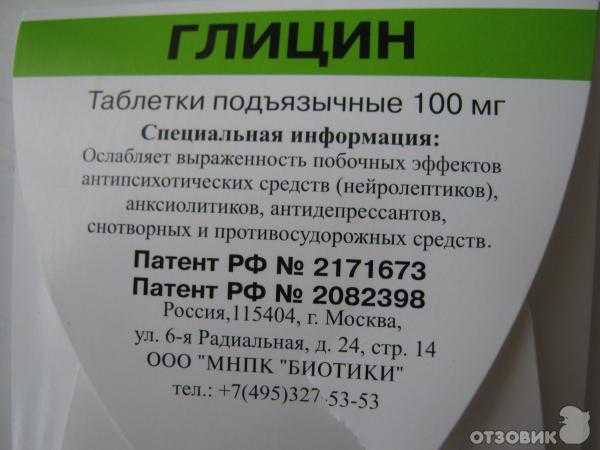 ГЛИЦИН
Таблетки подъязычные 100 мг
Специальная информация:
Ослабляет выраженность побочных эффектов
антипсихотических средств (нейролептиков),
анксиолитиков, антидепрессантов,
снотворных и противосудорожных средств.
Патент РФ № 2171673
Патент РФ № 2082398
Россия,115404, г. Москва,
ул. 6-я Радиальная, д. 24, стр. 14
ООО "МНПК "БИОТИКИ"
тел.: +7(495)327-53-53
ОТЗОВИК